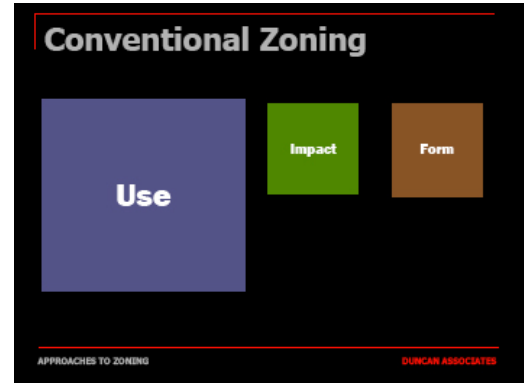 Conventional Zoning
Use
Impact
Form
APPROACHES TO ZONING
DUNCAN ASSOCIATES